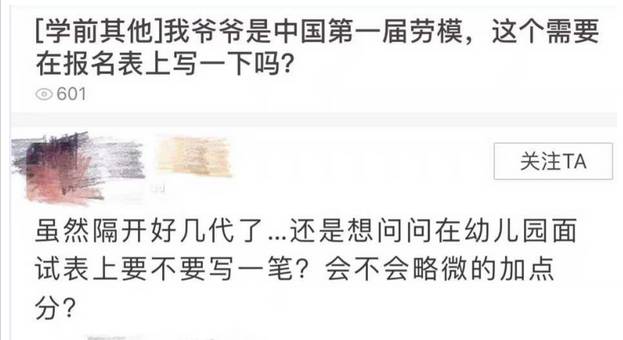 [学前其他]我爷爷是中国第一届劳模，这个需要
在报名表上写一下吗？
601
关注TA
虽然隔开好几代了...还是想问问在幼儿园面
试表上要不要写一笔？会不会略微的加点
分？